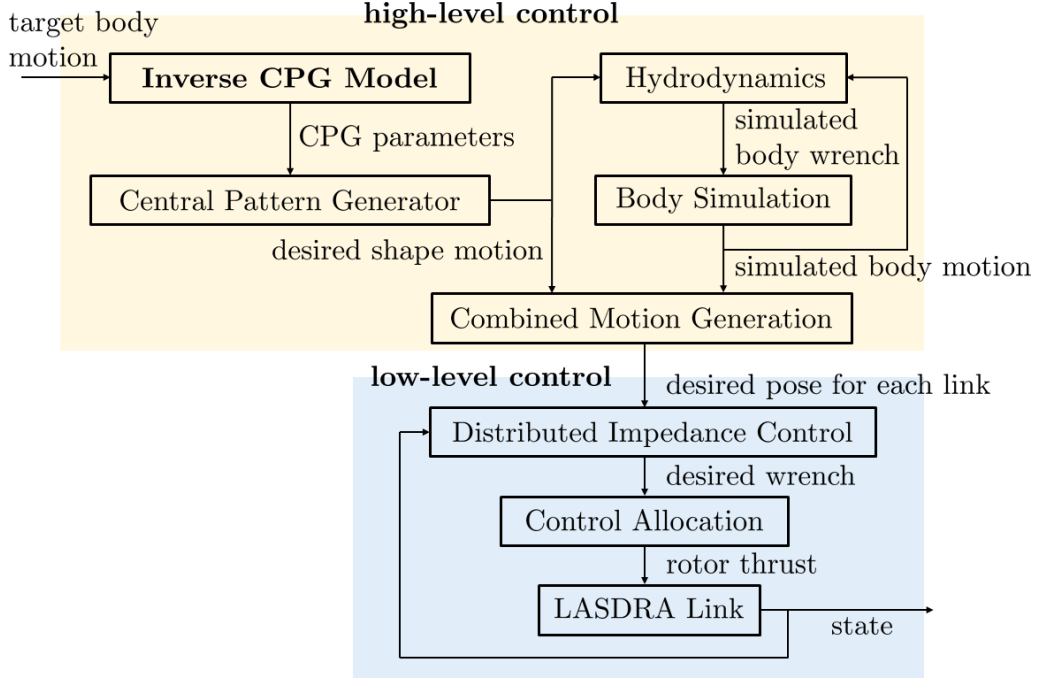 high-level control
target body
motion
Inverse CPG Model
Hydrodynamics
CPG parameters
simulated
body wrench
Central Pattern Generator
Body Simulation
desired shape motion
simulated body motion
Combined Motion Generation
low-level control
desired pose for each link
Distributed Impedance Control
desired wrench
Control Allocation
rotor thrust
LASDRA Link
state